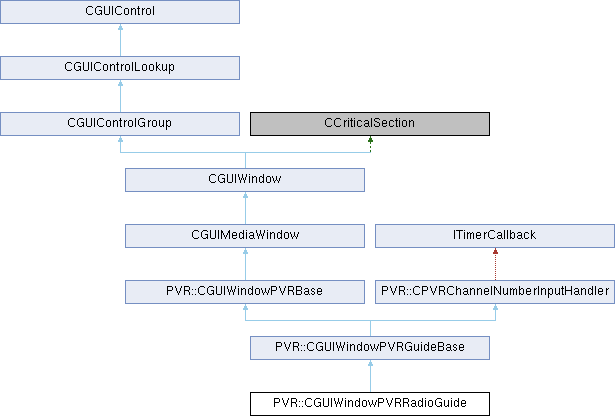 CGUIControl
CGUIControlLookup
CGUIControlGroup
CCriticalSection
CGUIWindow
CGUIMediaWindow
ITimerCallback
PVR::CGUIWindowPVRBase
PVR::CPVRChannelNumberInputHandler
PVR::CGUIWindowPVRGuideBase
PVR::CGUIWindowPVRRadioGuide